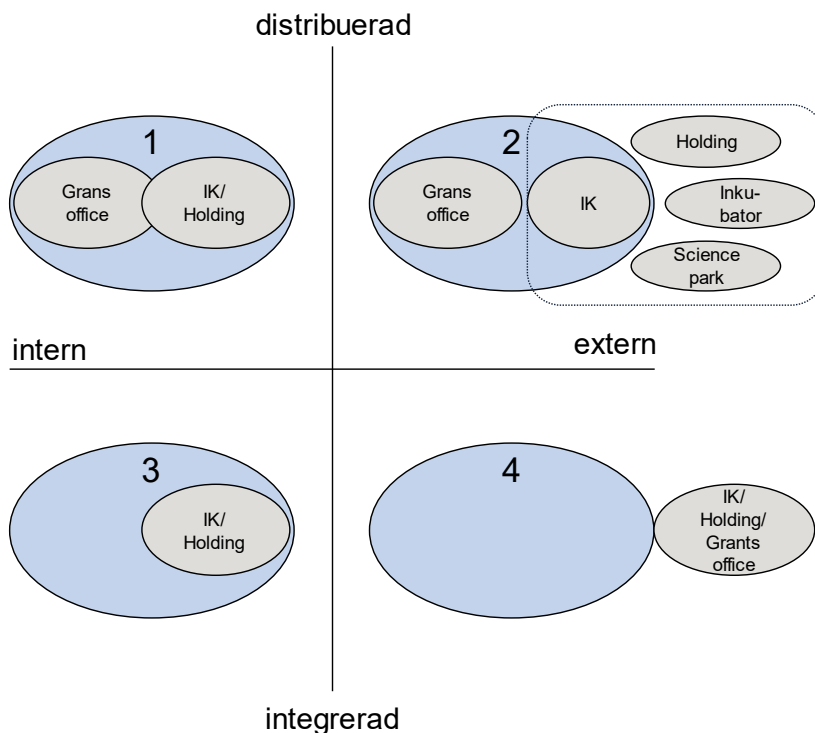 distribuerad
1
Grans
office
IK/
Holding
2
Grans
office
IK
Holding
Inku-
bator
Science
park
intern
extern
3
IK/
Holding
4
IK/
Holding/
Grants
office
integrerad